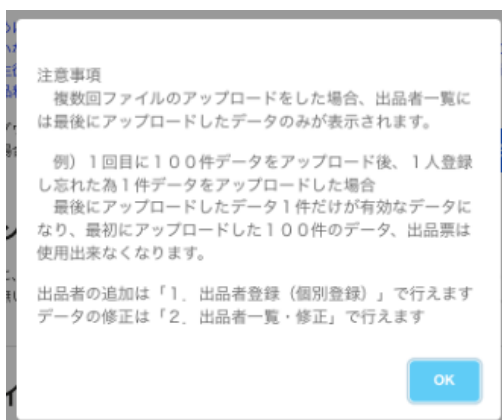 注意事項
　複数回ファイルのアップロードをした場合、出品者一覧に
は最後にアップロードしたデータのみが表示されます。
　例）１回目に１００件データをアップロード後、１人登録
し忘れた為１件データをアップロードした場合
　最後にアップロードしたデータ１件だけが有効なデータに
なり、最初にアップロードした１００件のデータ、出品票は
使用出来なくなります。
出品者の追加は「１．出品者登録（個別登録）」で行えます
データの修正は「２．出品者一覧・修正」で行えます
OK